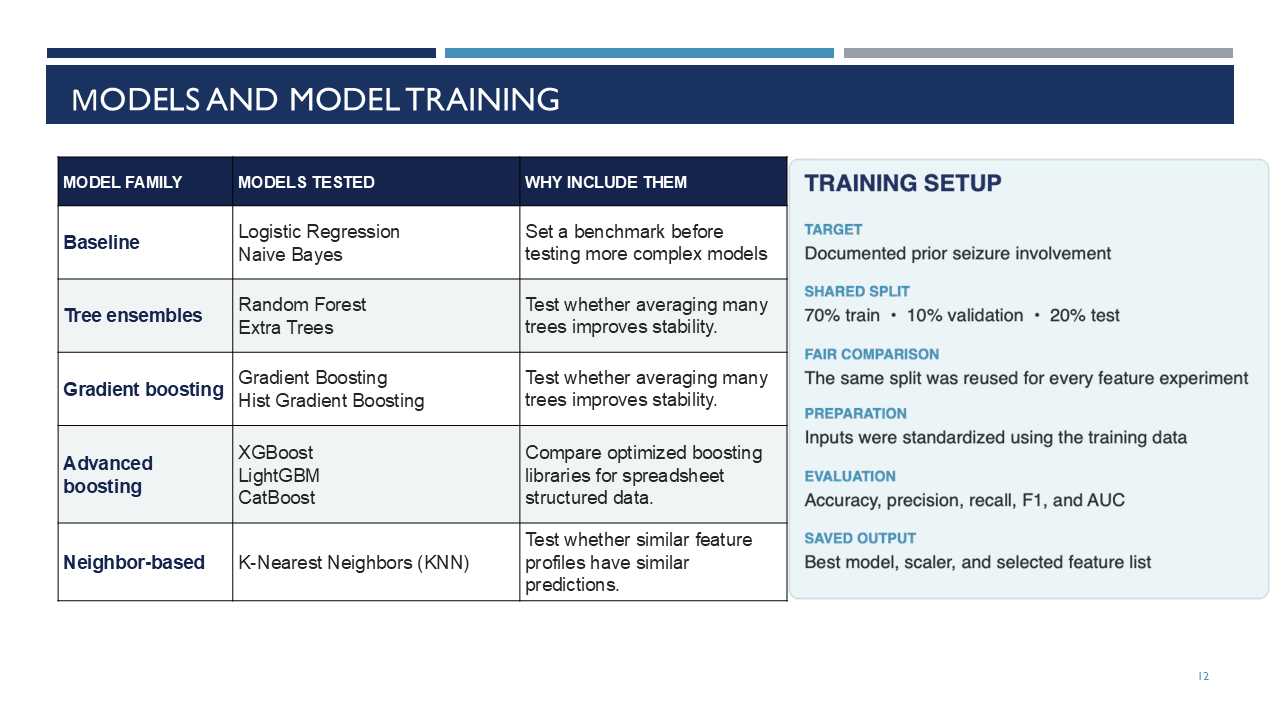 MODELS AND MODEL TRAINING
MODEL FAMILY
MODELS TESTED
WHY INCLUDE THEM
Baseline
Logistic Regression
Naive Bayes
Set a benchmark before
testing more complex models
Tree ensembles
Random Forest
Extra Trees
Test whether averaging many
trees improves stability.
Gradient boosting
Gradient Boosting
Hist Gradient Boosting
Test whether averaging many
trees improves stability.
Advanced
boosting
XGBoost
LightGBM
CatBoost
Compare optimized boosting
libraries for spreadsheet
structured data.
Neighbor-based
K-Nearest Neighbors (KNN)
Test whether similar feature
profiles have similar
predictions.
TRAINING SETUP
TARGET
Documented prior seizure involvement
SHARED SPLIT
70% train • 10% validation • 20% test
FAIR COMPARISON
The same split was reused for every feature experiment
PREPARATION
Inputs were standardized using the training data
EVALUATION
Accuracy, precision, recall, F1, and AUC
SAVED OUTPUT
Best model, scaler, and selected feature list
12